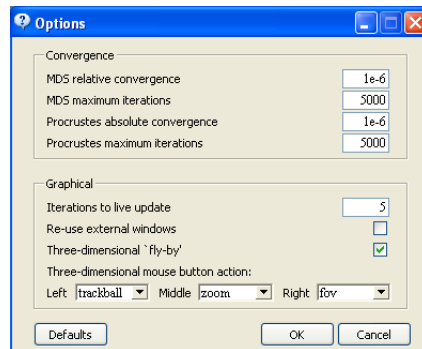 Options
Convergence
MDS relative convergence 1e-6
MDS maximum iterations 5000
Procrustes absolute convergence 1e-6
Procrustes maximum iterations 5000
Graphical
Iterations to live update 5
Re-use external windows
Three-dimensional `fly-by'
Three-dimensional mouse button action:
Left trackball Middle zoom Right fov
Defaults OK Cancel